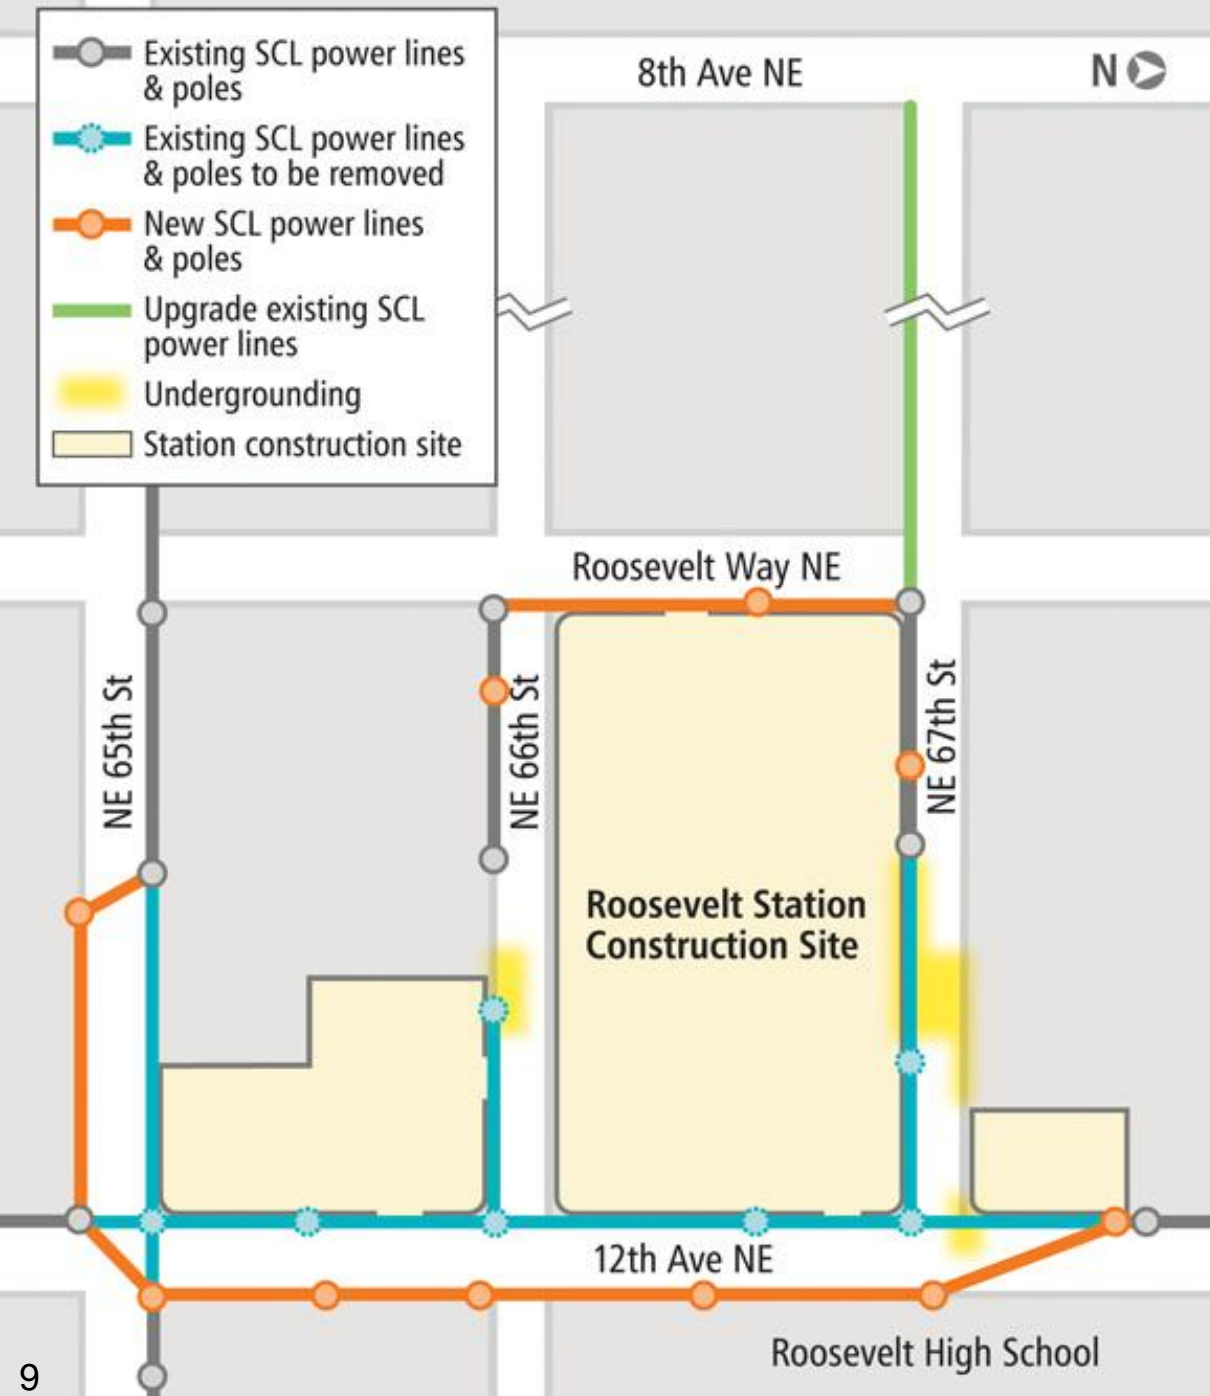 Existing SCL power lines
& poles
Existing SCL power lines
& poles to be removed
New SCL power lines
& poles
Upgrade existing SCL
power lines
Undergrounding
Station construction site
8th Ave NE
N
Roosevelt Way NE
NE 65th St
NE 66th St
NE 67th St
Roosevelt Station
Construction Site
12th Ave NE
Roosevelt High School
9